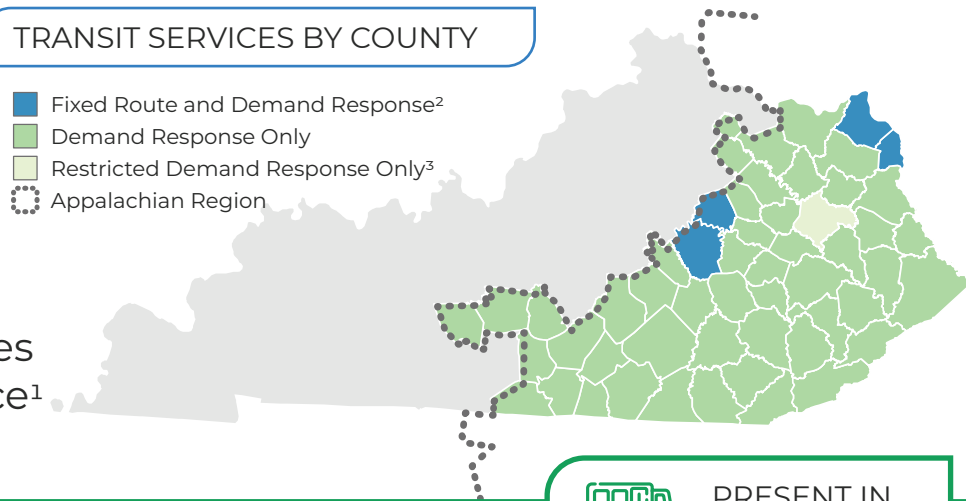 TRANSIT SERVICES BY COUNTY
Fixed Route and Demand Response²
Demand Response Only
Restricted Demand Response Only³
Appalachian Region
es
ce¹
PRESENT IN